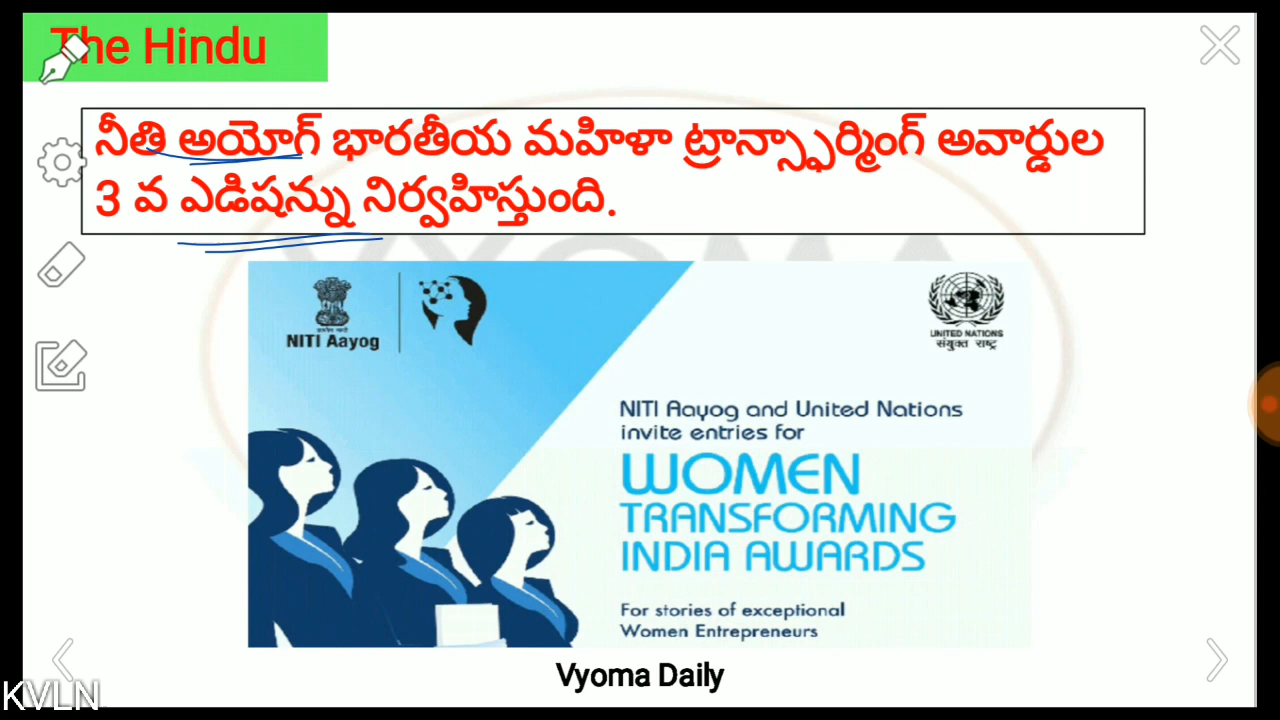 The Hindu
నీతి అయోగ్ భారతీయ మహిళా ట్రాన్స్ఫార్మింగ్ అవార్డుల
3 వ ఎడిషన్ను నిర్వహిస్తుంది.
NITI Aayog
UNITED NATIONS
संयुक्त राष्ट्र
NITI Aayog and United Nations
invite entries for
WOMEN
TRANSFORMING
INDIA AWARDS
For stories of exceptional
Women Entrepreneurs
Vyoma Daily
KVLN